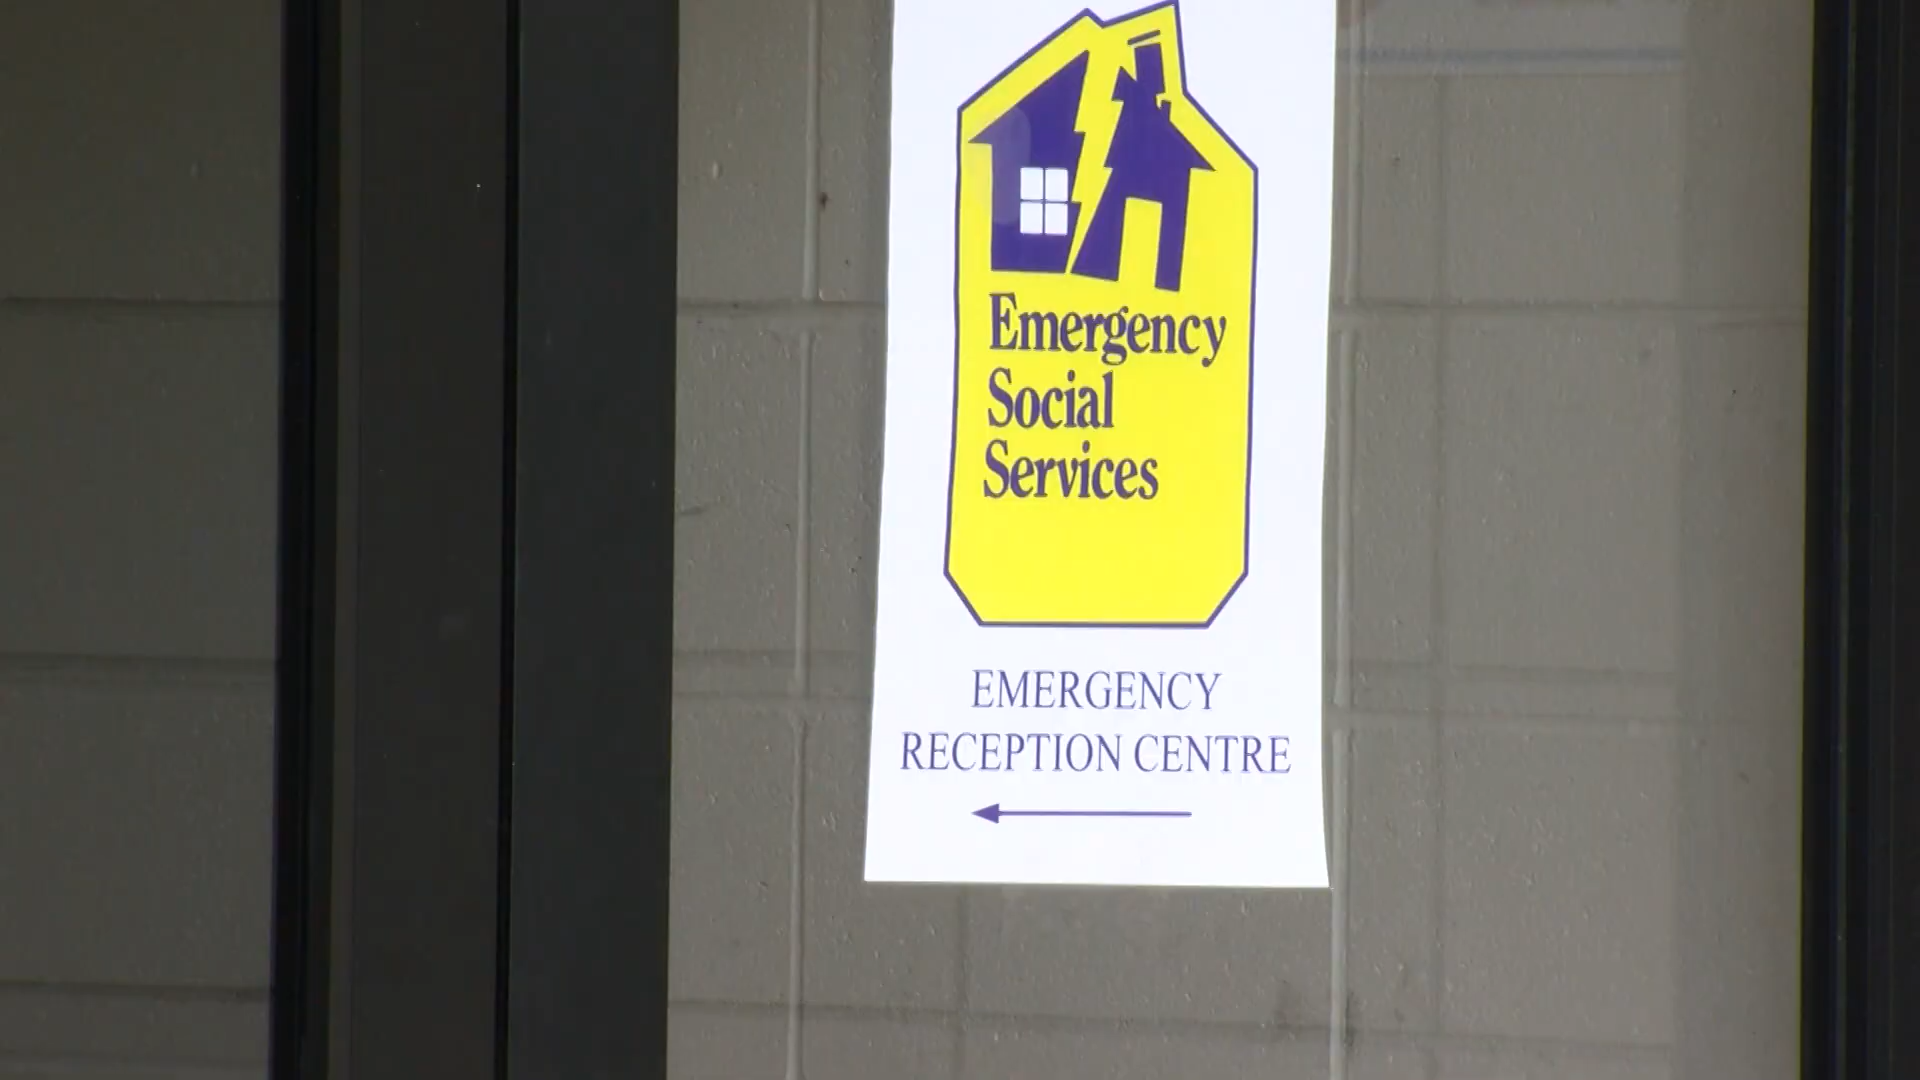 Emergency
Social
Services
EMERGENCY
RECEPTION CENTRE